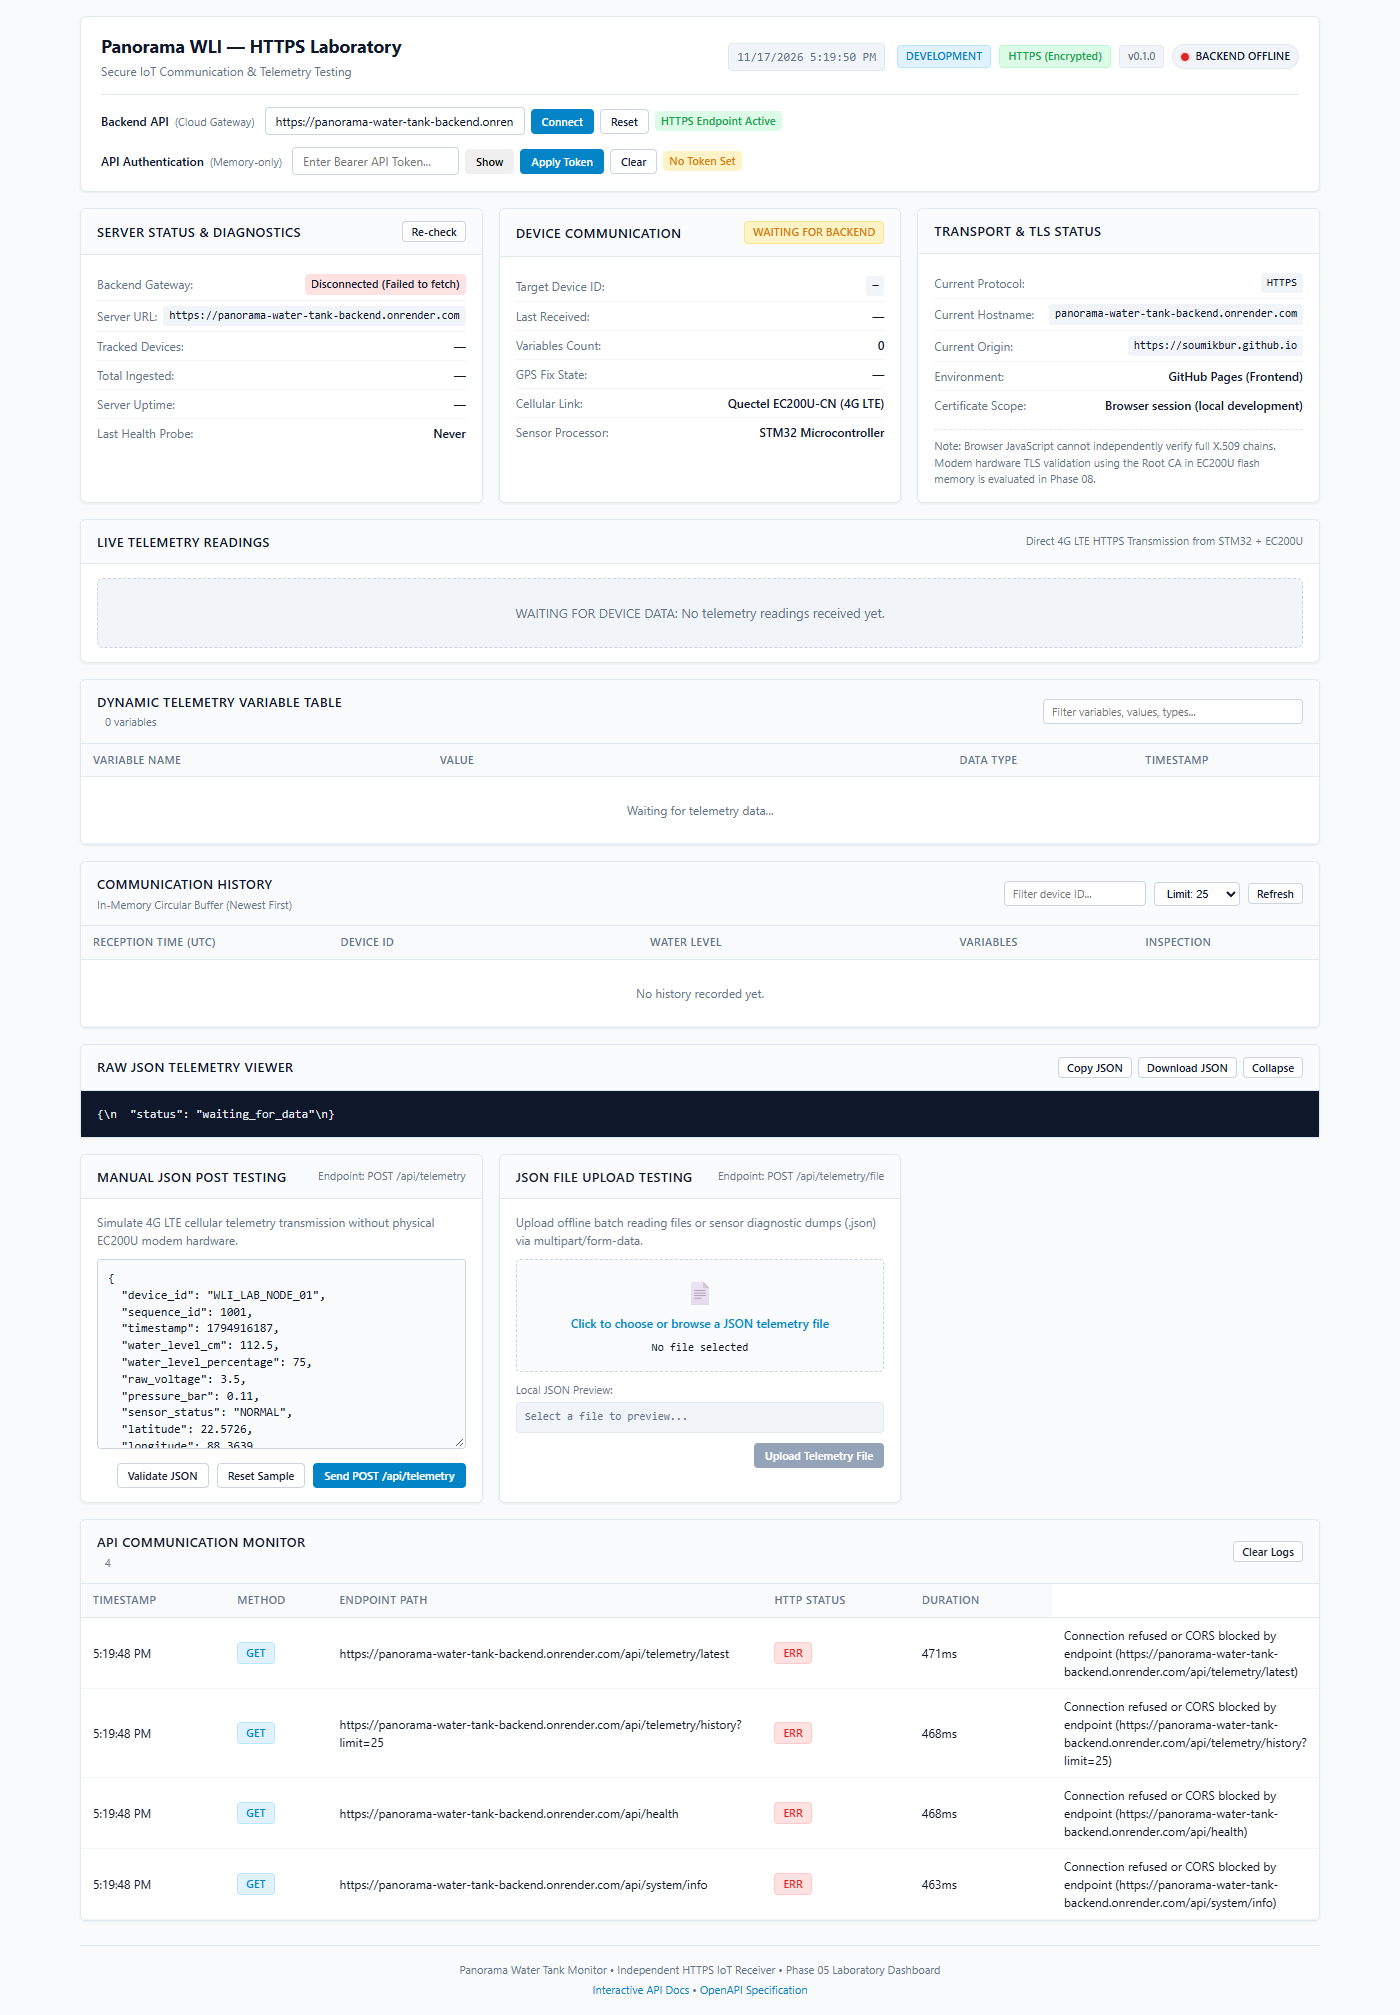 Panorama WLI — HTTPS Laboratory
Secure IoT Communication & Telemetry Testing
11/17/2026 5:19:50 PM
DEVELOPMENT
HTTPS (Encrypted)
v0.1.0
BACKEND OFFLINE
Backend API (Cloud Gateway)
https://panorama-water-tank-backend.onren
Connect
Reset
HTTPS Endpoint Active
API Authentication (Memory-only)
Enter Bearer API Token...
Show
Apply Token
Clear
No Token Set
SERVER STATUS & DIAGNOSTICS
Re-check
Backend Gateway: Disconnected (Failed to fetch)
Server URL: https://panorama-water-tank-backend.onrender.com
Tracked Devices: —
Total Ingested: —
Server Uptime: —
Last Health Probe: Never
DEVICE COMMUNICATION
WAITING FOR BACKEND
Target Device ID: —
Last Received: —
Variables Count: 0
GPS Fix State: —
Cellular Link: Quectel EC200U-CN (4G LTE)
Sensor Processor: STM32 Microcontroller
TRANSPORT & TLS STATUS
Current Protocol: HTTPS
Current Hostname: panorama-water-tank-backend.onrender.com
Current Origin: https://soumikbur.github.io
Environment: GitHub Pages (Frontend)
Certificate Scope: Browser session (local development)
Note: Browser JavaScript cannot independently verify full X.509 chains.
Modem hardware TLS validation using the Root CA in EC200U flash
memory is evaluated in Phase 08.
LIVE TELEMETRY READINGS
Direct 4G LTE HTTPS Transmission from STM32 + EC200U
WAITING FOR DEVICE DATA: No telemetry readings received yet.
DYNAMIC TELEMETRY VARIABLE TABLE
0 variables
Filter variables, values, types...
VARIABLE NAME VALUE DATA TYPE TIMESTAMP
Waiting for telemetry data...
COMMUNICATION HISTORY
In-Memory Circular Buffer (Newest First)
Filter device ID...
Limit: 25
Refresh
RECEPTION TIME (UTC) DEVICE ID WATER LEVEL VARIABLES INSPECTION
No history recorded yet.
RAW JSON TELEMETRY VIEWER
Copy JSON
Download JSON
Collapse
{\n  "status": "waiting_for_data"\n}
MANUAL JSON POST TESTING
Endpoint: POST /api/telemetry
Simulate 4G LTE cellular telemetry transmission without physical
EC200U modem hardware.
{
"device_id": "WLI_LAB_NODE_01",
"sequence_id": 1001,
"timestamp": 1794916187,
"water_level_cm": 112.5,
"water_level_percentage": 75,
"raw_voltage": 3.5,
"pressure_bar": 0.11,
"sensor_status": "NORMAL",
"latitude": 22.5726,
"longitude": 88.3639
Validate JSON
Reset Sample
Send POST /api/telemetry
JSON FILE UPLOAD TESTING
Endpoint: POST /api/telemetry/file
Upload offline batch reading files or sensor diagnostic dumps (.json)
via multipart/form-data.
Click to choose or browse a JSON telemetry file
No file selected
Local JSON Preview:
Select a file to preview...
Upload Telemetry File
API COMMUNICATION MONITOR
4
Clear Logs
TIMESTAMP METHOD ENDPOINT PATH HTTP STATUS DURATION
5:19:48 PM GET https://panorama-water-tank-backend.onrender.com/api/telemetry/latest ERR 471ms
Connection refused or CORS blocked by
endpoint (https://panorama-water-tank-
backend.onrender.com/api/telemetry/latest)
5:19:48 PM GET https://panorama-water-tank-backend.onrender.com/api/telemetry/history?
limit=25
ERR 468ms
Connection refused or CORS blocked by
endpoint (https://panorama-water-tank-
backend.onrender.com/api/telemetry/history?
limit=25)
5:19:48 PM GET https://panorama-water-tank-backend.onrender.com/api/health ERR 468ms
Connection refused or CORS blocked by
endpoint (https://panorama-water-tank-
backend.onrender.com/api/health)
5:19:48 PM GET https://panorama-water-tank-backend.onrender.com/api/system/info ERR 463ms
Connection refused or CORS blocked by
endpoint (https://panorama-water-tank-
backend.onrender.com/api/system/info)
Panorama Water Tank Monitor • Independent HTTPS IoT Receiver • Phase 05 Laboratory Dashboard
Interactive API Docs • OpenAPI Specification